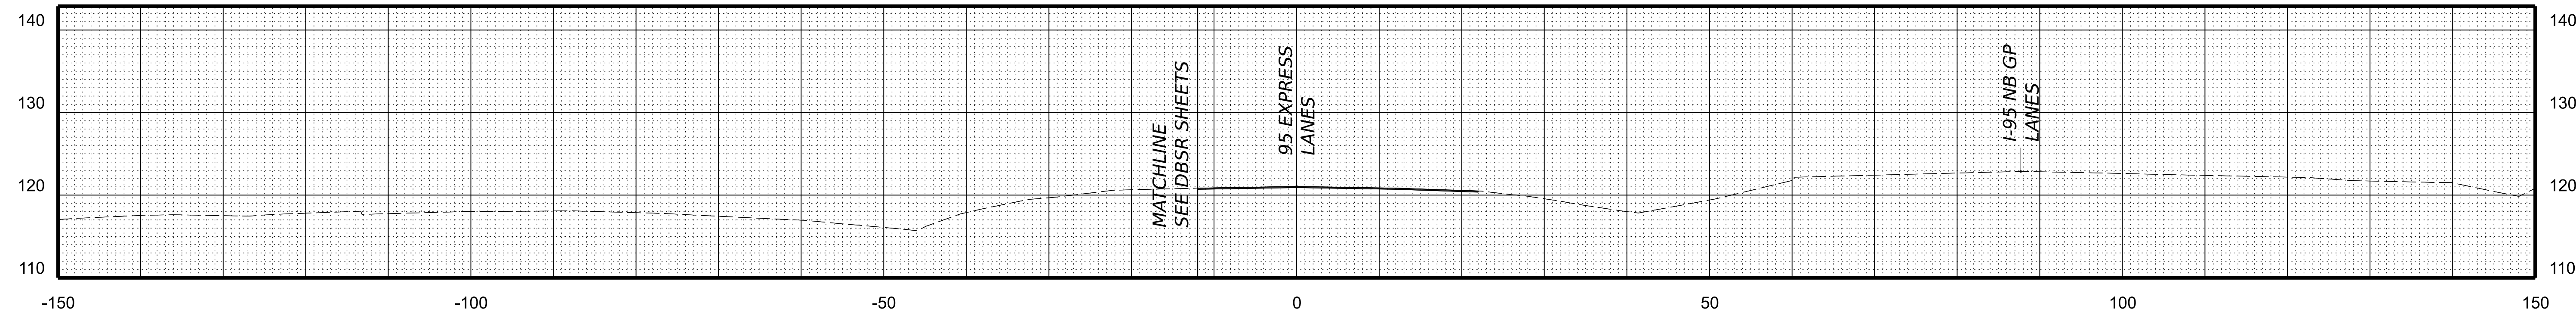 140
140
130
130
120
120
110
110
MATCHLINE
SEE DBSR SHEETS
95 EXPRESS
LANES
I-95 NB GP
LANES
-150
-100
-50
0
50
100
150